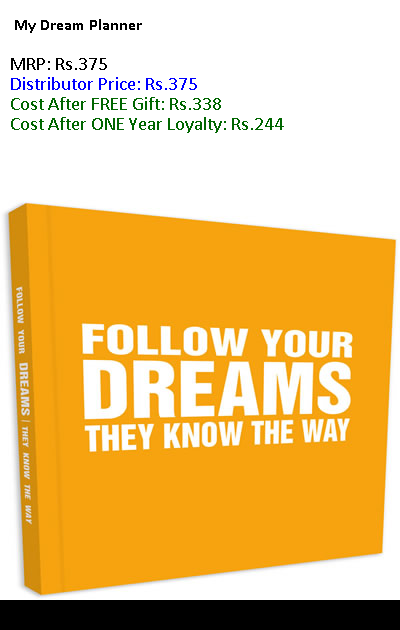 My Dream Planner
MRP: Rs.375
Distributor Price: Rs.375
Cost After FREE Gift: Rs.338
Cost After ONE Year Loyalty: Rs.244
FOLLOW YOUR DREAMS | THEY KNOW THE WAY
FOLLOW YOUR
DREAMS
THEY KNOW THE WAY